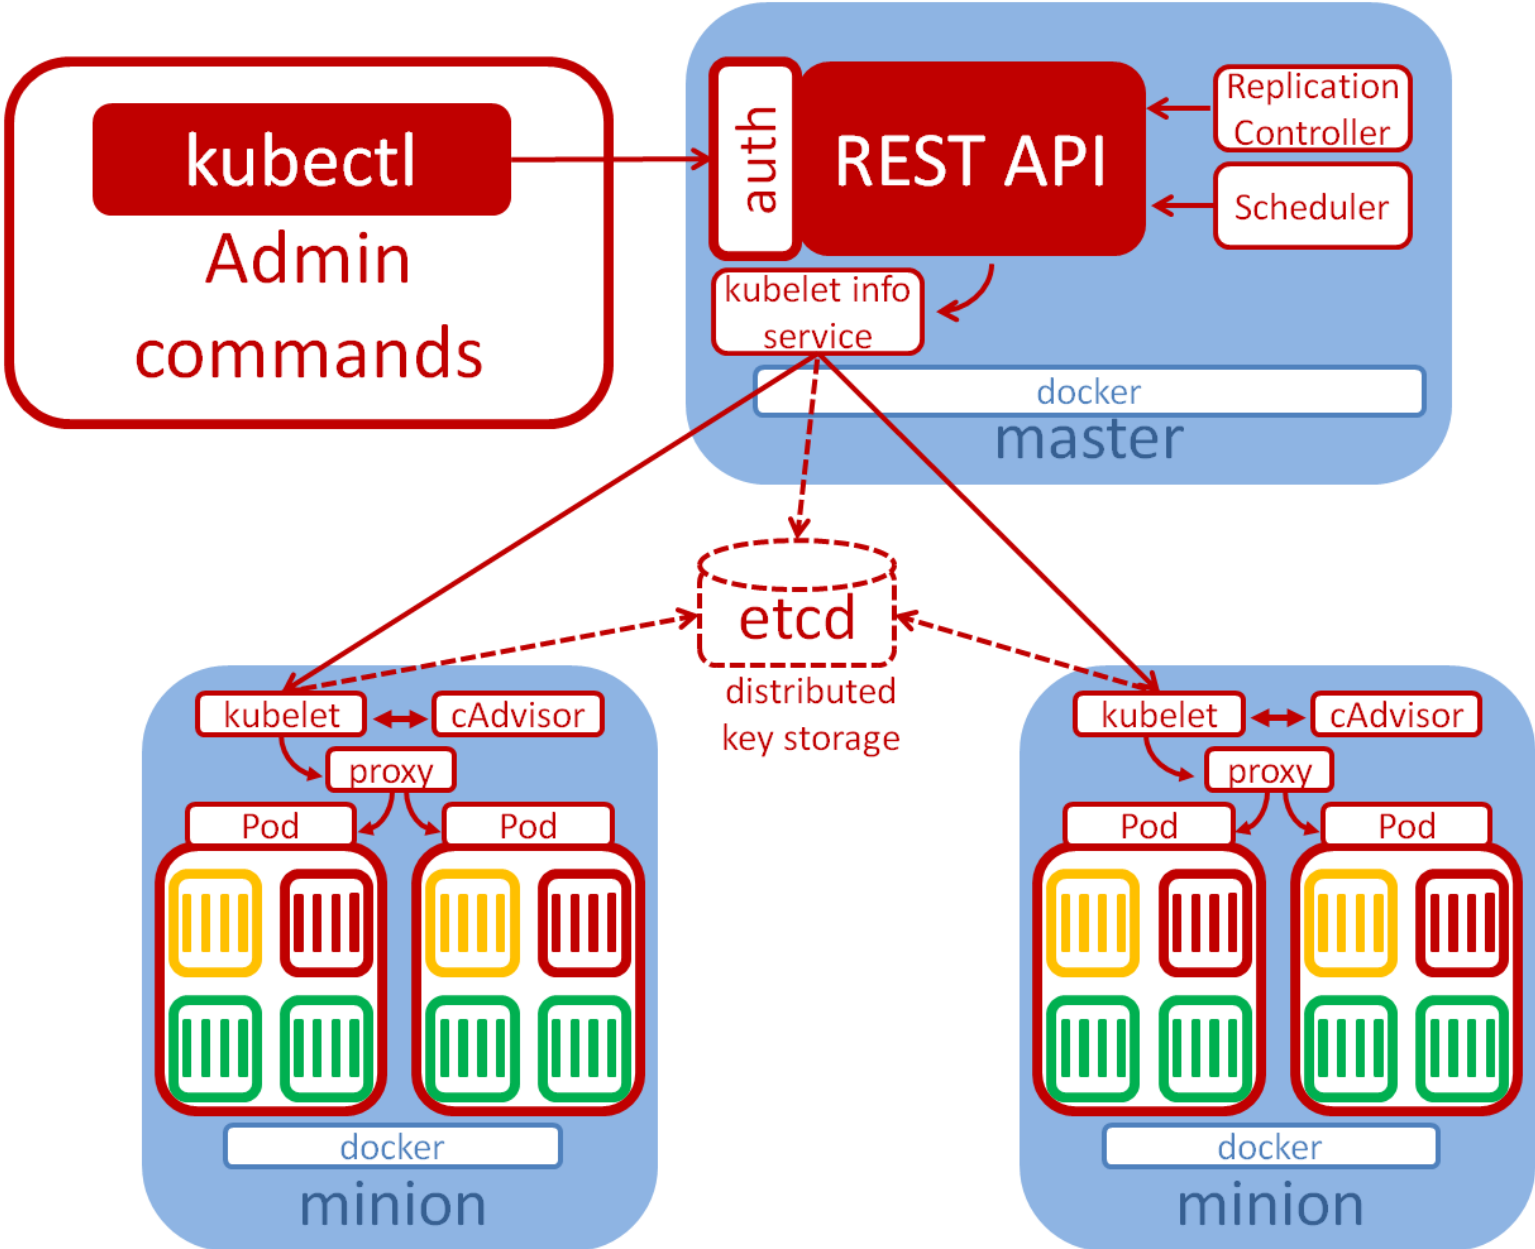 kubectl
Admin
commands
auth
REST API
Replication
Controller
Scheduler
kubelet info
service
docker
master
etcd
distributed
key storage
kubelet
cAdvisor
proxy
Pod
Pod
docker
minion
kubelet
cAdvisor
proxy
Pod
Pod
docker
minion